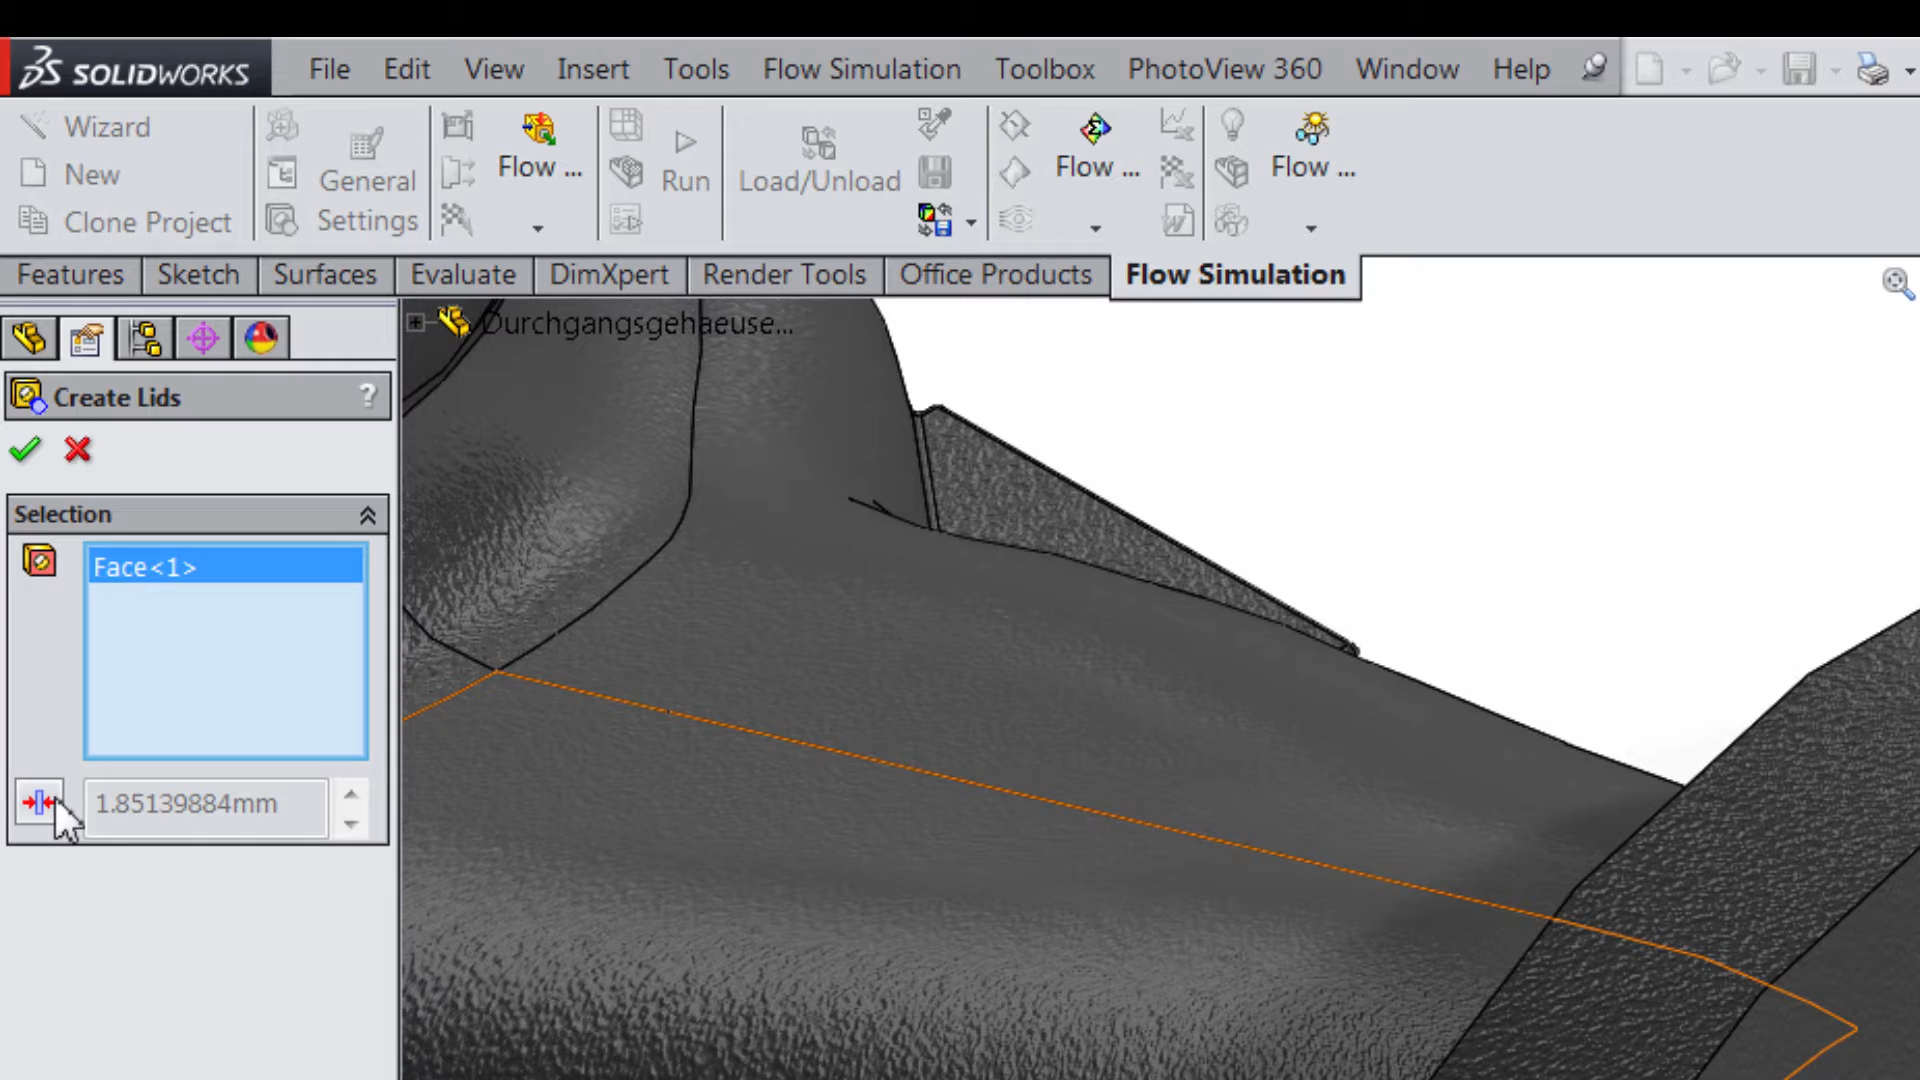 SOLIDWORKS File Edit View Insert Tools Flow Simulation Toolbox PhotoView 360 Window Help
Wizard
New
Clone Project
General
Settings
Flow ...
Run
Load/Unload
Flow ...
Flow ...
Features Sketch Surfaces Evaluate DimXpert Render Tools Office Products Flow Simulation
Durchgangsgehaeuse...
Create Lids ?
Selection
Face<1>
1.85139884mm